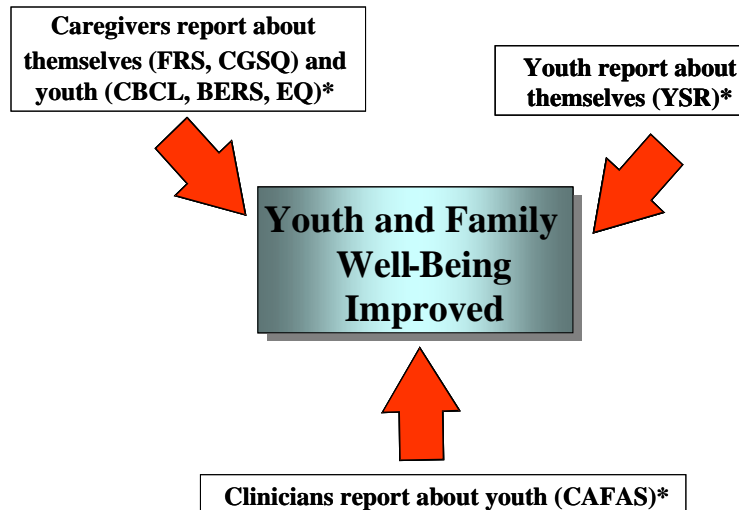 Caregivers report about
themselves (FRS, CGSQ) and
youth (CBCL, BERS, EQ)*
Youth report about
themselves (YSR)*
Youth and Family
Well-Being
Improved
Clinicians report about youth (CAFAS)*